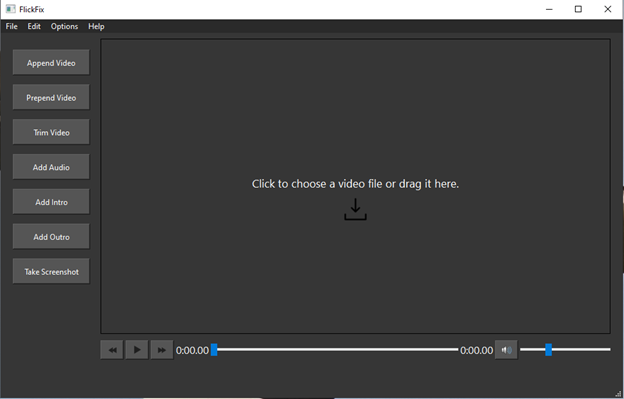 FlickFix
File Edit Options Help
Append Video
Prepend Video
Trim Video
Add Audio
Add Intro
Add Outro
Take Screenshot
Click to choose a video file or drag it here.
0:00.00 0:00.00